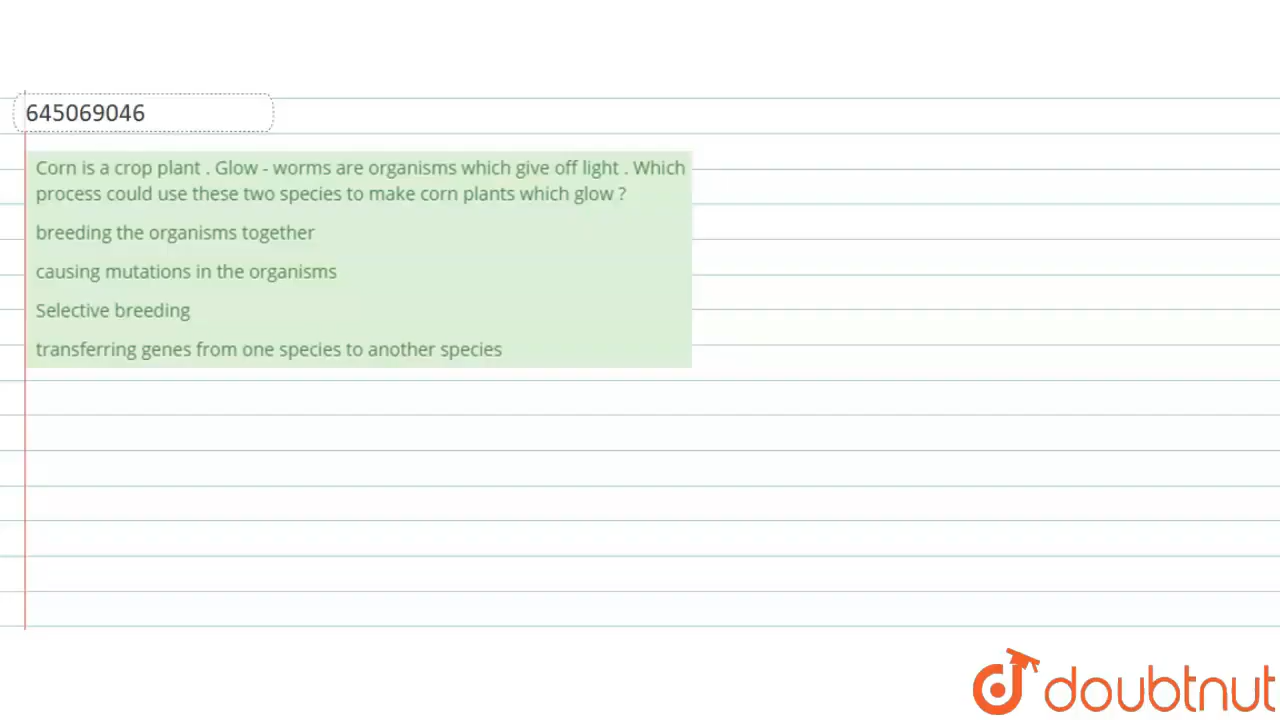 645069046
Corn is a crop plant . Glow - worms are organisms which give off light . Which
process could use these two species to make corn plants which glow ?
breeding the organisms together
causing mutations in the organisms
Selective breeding
transferring genes from one species to another species
doubtnut